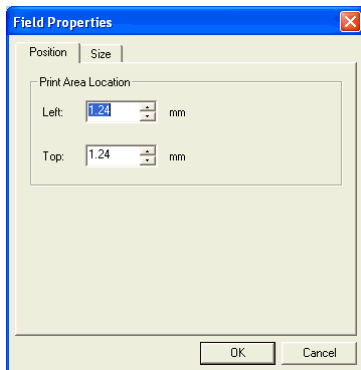 Field Properties
Position Size
Print Area Location
Left: 1.24 mm
Top: 1.24 mm
OK Cancel